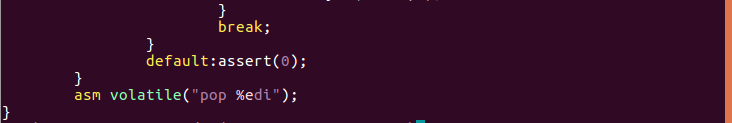 }
break;
}
default:assert(0);
}
asm volatile("pop %edi");
}